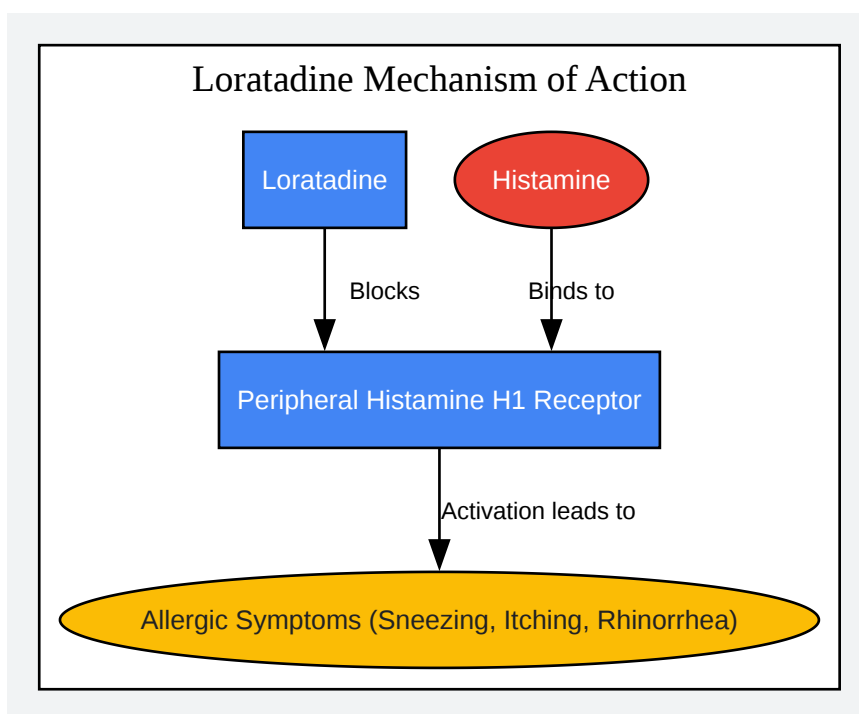 Loratadine Mechanism of Action
Loratadine
Histamine
Blocks
Binds to
Peripheral Histamine H1 Receptor
Activation leads to
Allergic Symptoms (Sneezing, Itching, Rhinorrhea)